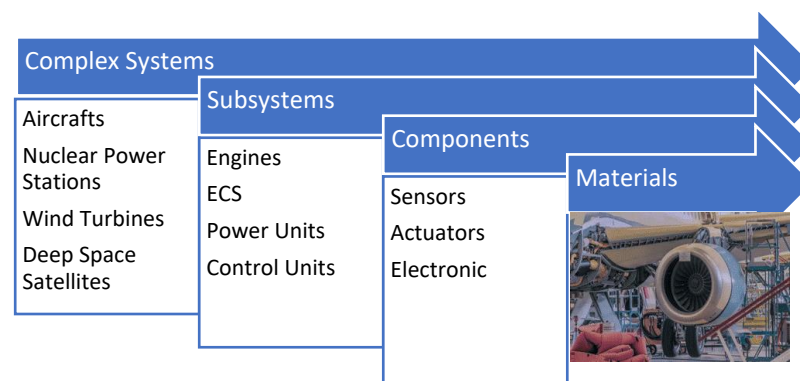 Complex Systems
Aircrafts
Nuclear Power
Stations
Wind Turbines
Deep Space
Satellites
Subsystems
Engines
ECS
Power Units
Control Units
Components
Sensors
Actuators
Electronic
Materials